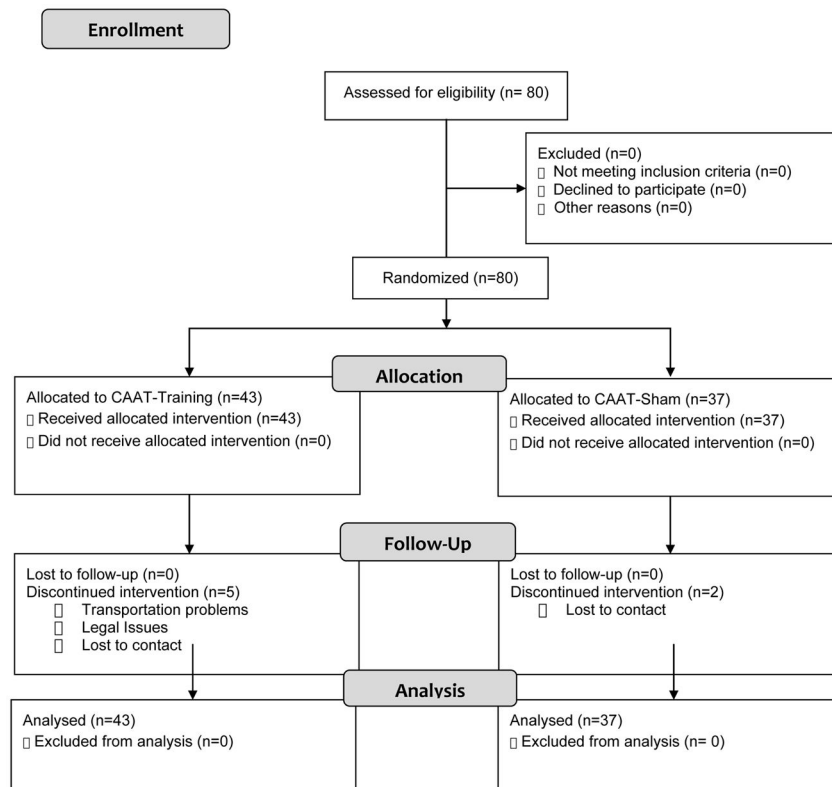 Enrollment
Assessed for eligibility (n= 80)
Excluded (n=0)
▯ Not meeting inclusion criteria (n=0)
▯ Declined to participate (n=0)
▯ Other reasons (n=0)
Randomized (n=80)
Allocation
Allocated to CAAT-Training (n=43)
▯ Received allocated intervention (n=43)
▯ Did not receive allocated intervention (n=0)
Allocated to CAAT-Sham (n=37)
▯ Received allocated intervention (n=37)
▯ Did not receive allocated intervention (n=0)
Follow-Up
Lost to follow-up (n=0)
Discontinued intervention (n=5)
▯ Transportation problems
▯ Legal Issues
▯ Lost to contact
Lost to follow-up (n=0)
Discontinued intervention (n=2)
▯ Lost to contact
Analysis
Analysed (n=43)
▯ Excluded from analysis (n=0)
Analysed (n=37)
▯ Excluded from analysis (n= 0)